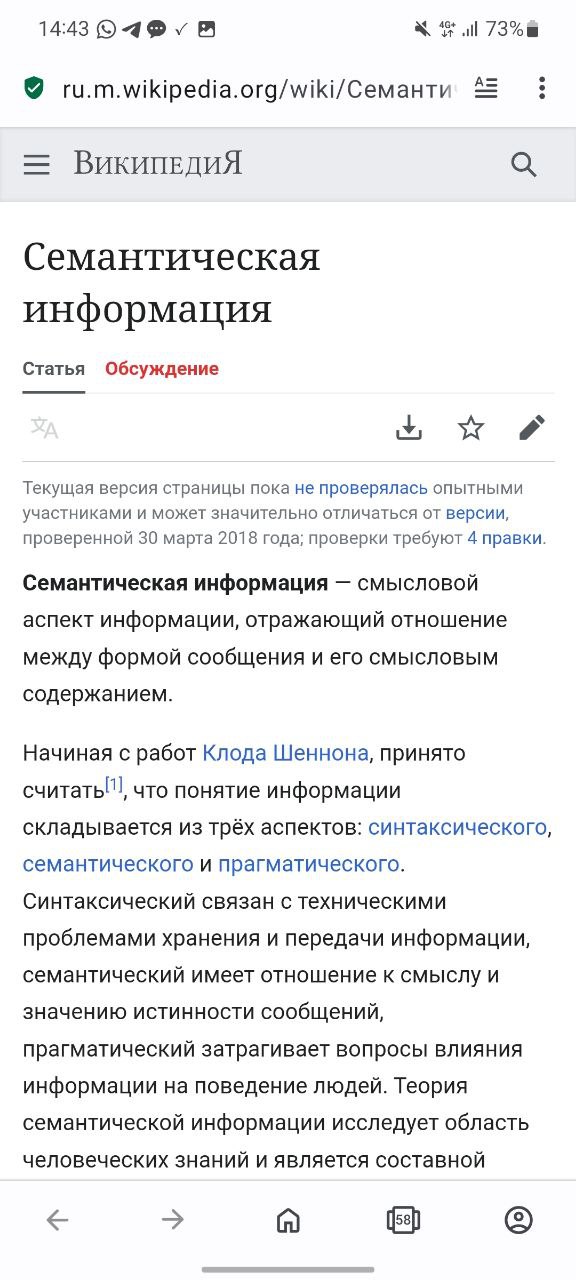 14:43
4G+
73%
ru.m.wikipedia.org/wiki/Семанти
ВикипедиЯ
Семантическая
информация
Статья Обсуждение
Текущая версия страницы пока не проверялась опытными
участниками и может значительно отличаться от версии,
проверенной 30 марта 2018 года; проверки требуют 4 правки.
Семантическая информация — смысловой
аспект информации, отражающий отношение
между формой сообщения и его смысловым
содержанием.
Начиная с работ Клода Шеннона, принято
считать[1], что понятие информации
складывается из трёх аспектов: синтаксического,
семантического и прагматического.
Синтаксический связан с техническими
проблемами хранения и передачи информации,
семантический имеет отношение к смыслу и
значению истинности сообщений,
прагматический затрагивает вопросы влияния
информации на поведение людей. Теория
семантической информации исследует область
человеческих знаний и является составной
58